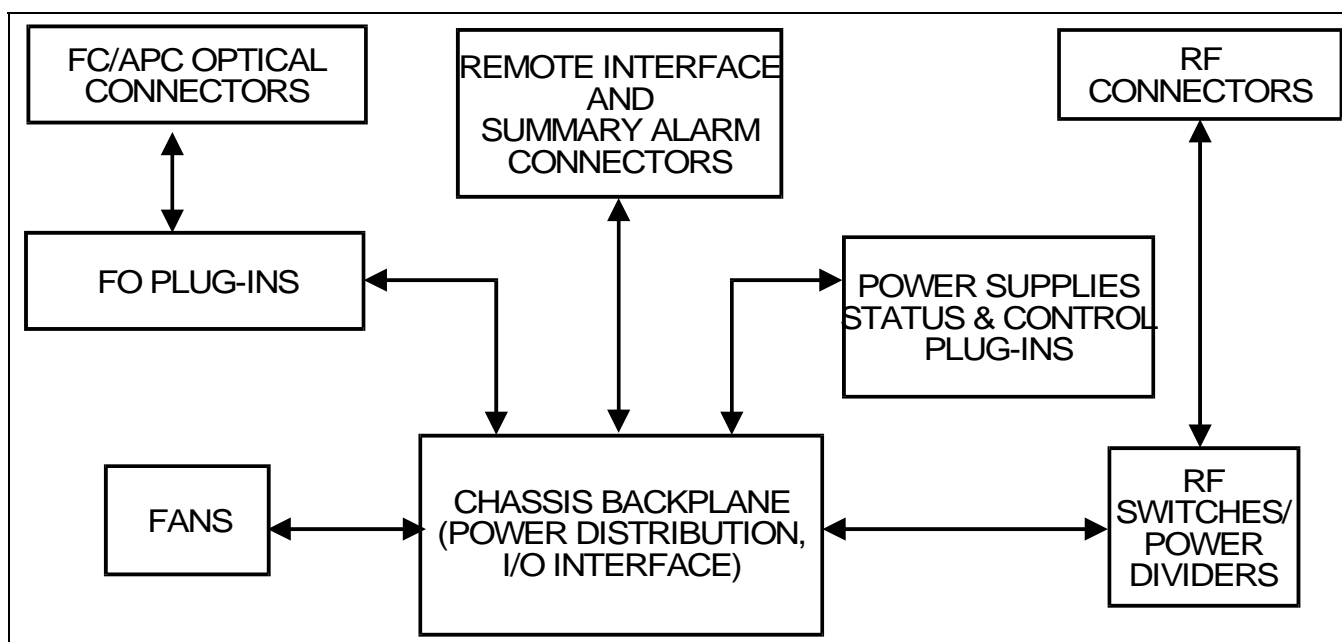 FC/APC OPTICAL
CONNECTORS
REMOTE INTERFACE
AND
SUMMARY ALARM
CONNECTORS
RF
CONNECTORS
FO PLUG-INS
POWER SUPPLIES
STATUS & CONTROL
PLUG-INS
FANS
CHASSIS BACKPLANE
(POWER DISTRIBUTION,
I/O INTERFACE)
RF
SWITCHES/
POWER
DIVIDERS